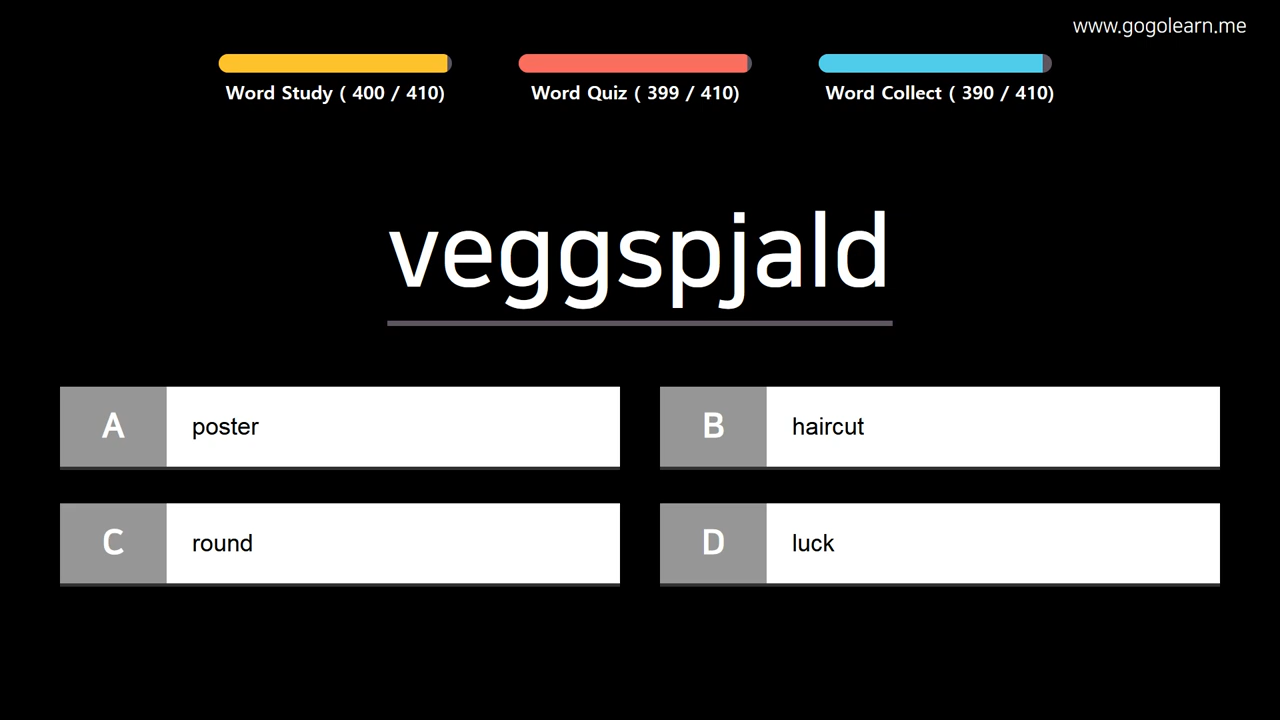 www.gogolearn.me
Word Study ( 400 / 410) Word Quiz ( 399 / 410) Word Collect ( 390 / 410)
veggspjald
A poster
B haircut
C round
D luck